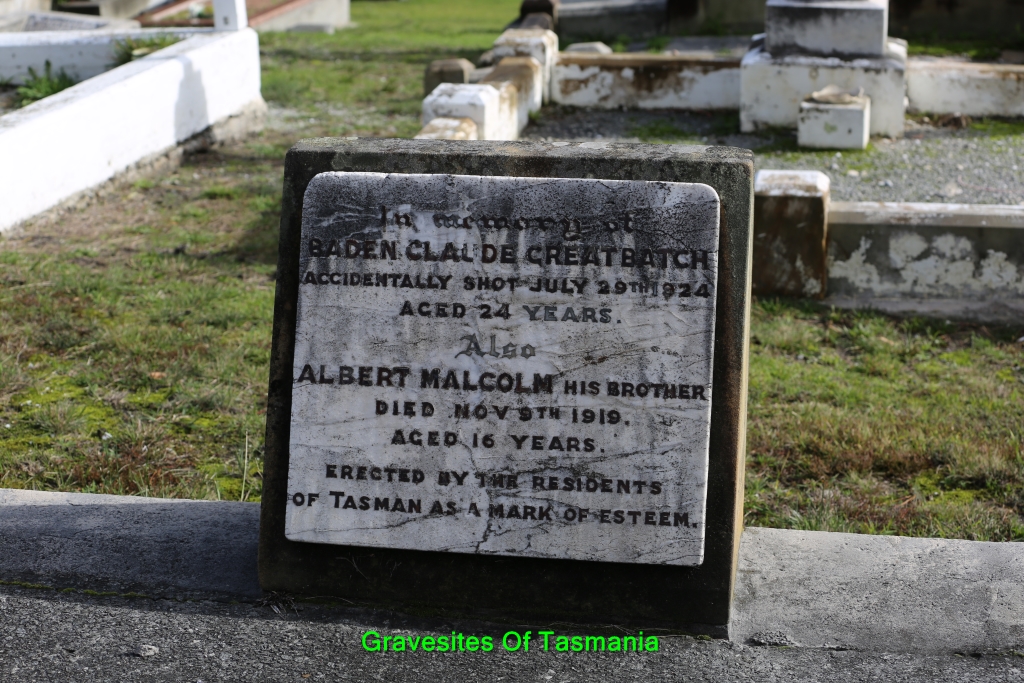 In memory of
BADEN CLAUDE GREATBATCH
ACCIDENTALLY SHOT JULY 29TH 1924
AGED 24 YEARS.
Also
ALBERT MALCOLM HIS BROTHER
DIED NOV 9TH 1919.
AGED 16 YEARS.
ERECTED BY THE RESIDENTS
OF TASMAN AS A MARK OF ESTEEM.
Gravesites Of Tasmania